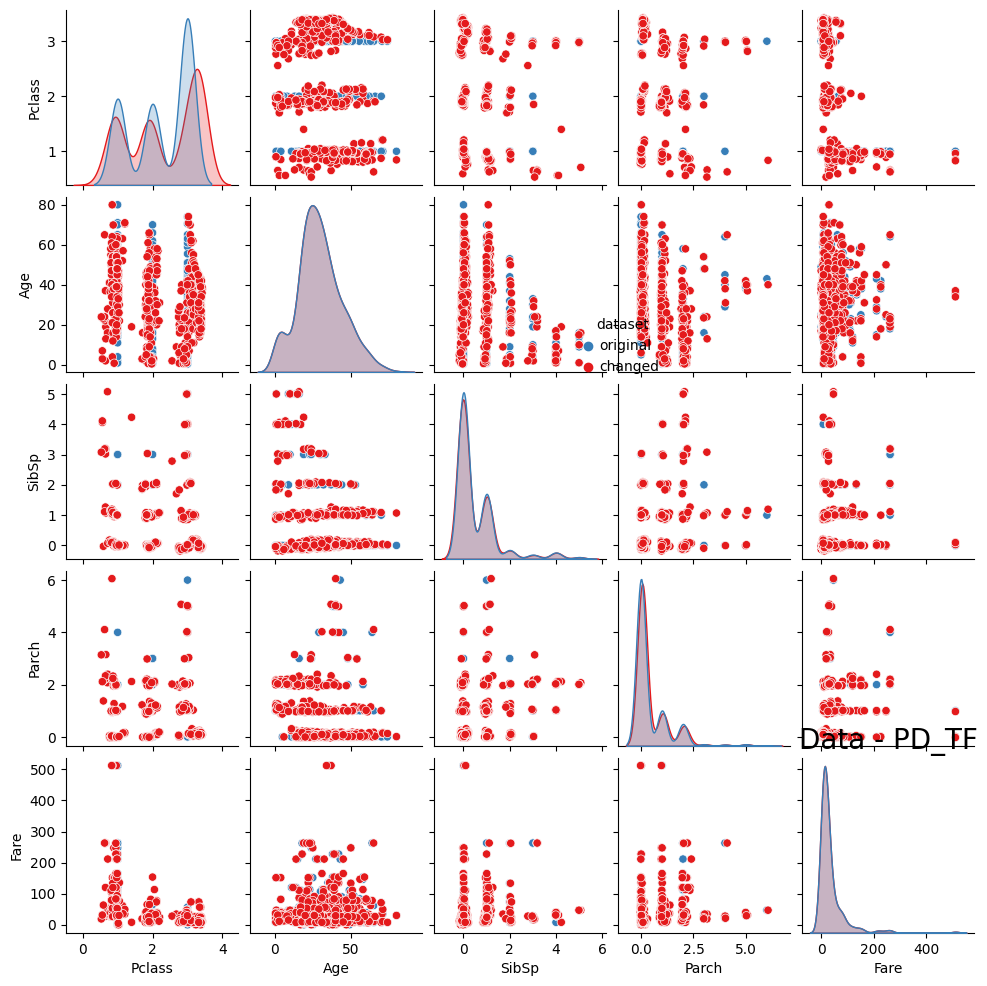 3
2
1
Pclass
80
60
40
20
0
Age
dataset
original
changed
5
4
3
2
1
0
SibSp
6
4
2
0
Parch
Data - PD_TF
500
400
300
200
100
0
Fare
0 2 4
0 50
0 2 4 6
0.0 2.5 5.0
0 200 400
Pclass Age SibSp Parch Fare